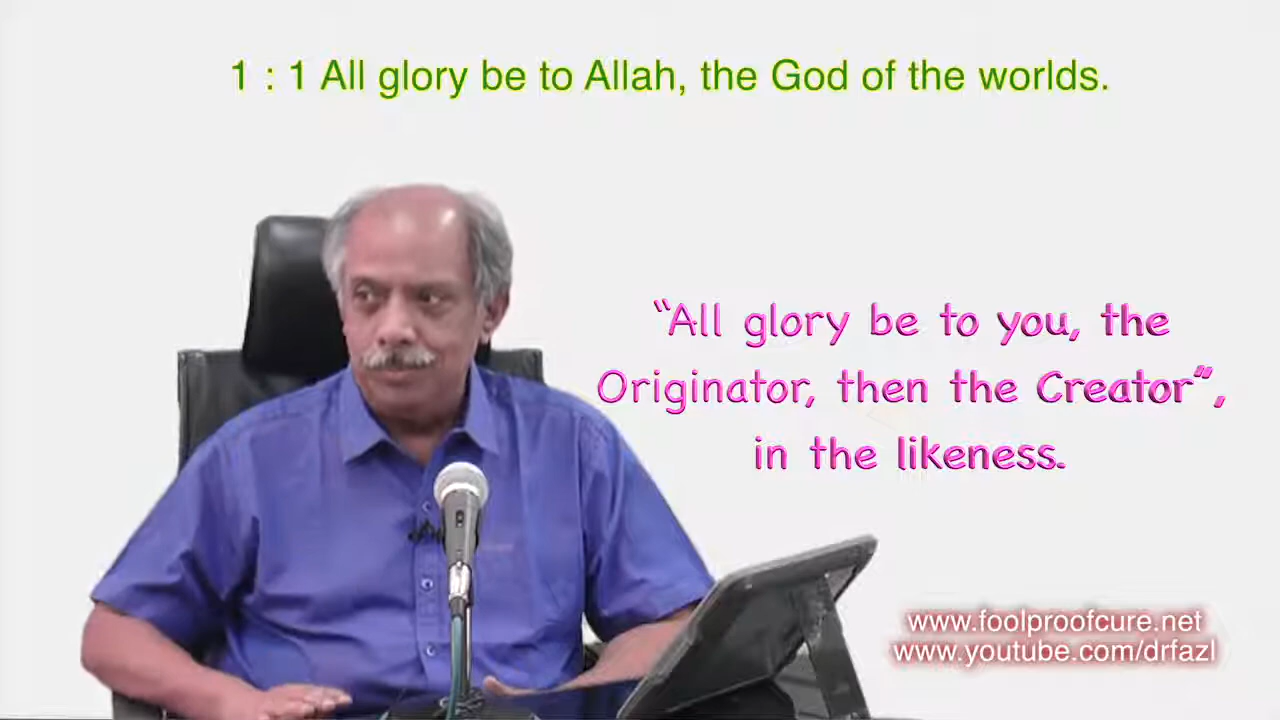 1 : 1 All glory be to Allah, the God of the worlds.
“All glory be to you, the
Originator, then the Creator”,
in the likeness.
www.foolproofcure.net
www.youtube.com/drfazl